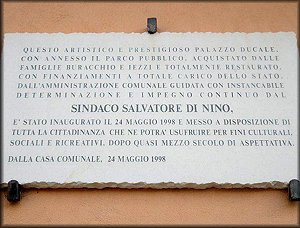 QUESTO ARTISTICO E PRESTIGIOSO PALAZZO DUCALE,
CON ANNESSO IL PARCO PUBBLICO, ACQUISTATO DALLE
FAMIGLIE BURACCHIO E IEZZI E TOTALMENTE RESTAURATO,
CON FINANZIAMENTI A TOTALE CARICO DELLO STATO,
DALL'AMMINISTRAZIONE COMUNALE GUIDATA CON INSTANCABILE
DETERMINAZIONE E IMPEGNO CONTINUO DAL
SINDACO SALVATORE DI NINO,
E' STATO INAUGURATO IL 24 MAGGIO 1998 E MESSO A DISPOSIZIONE DI
TUTTA LA CITTADINANZA CHE NE POTRA' USUFRUIRE PER FINI CULTURALI,
SOCIALI E RICREATIVI, DOPO QUASI MEZZO SECOLO DI ASPETTATIVA.
DALLA CASA COMUNALE, 24 MAGGIO 1998